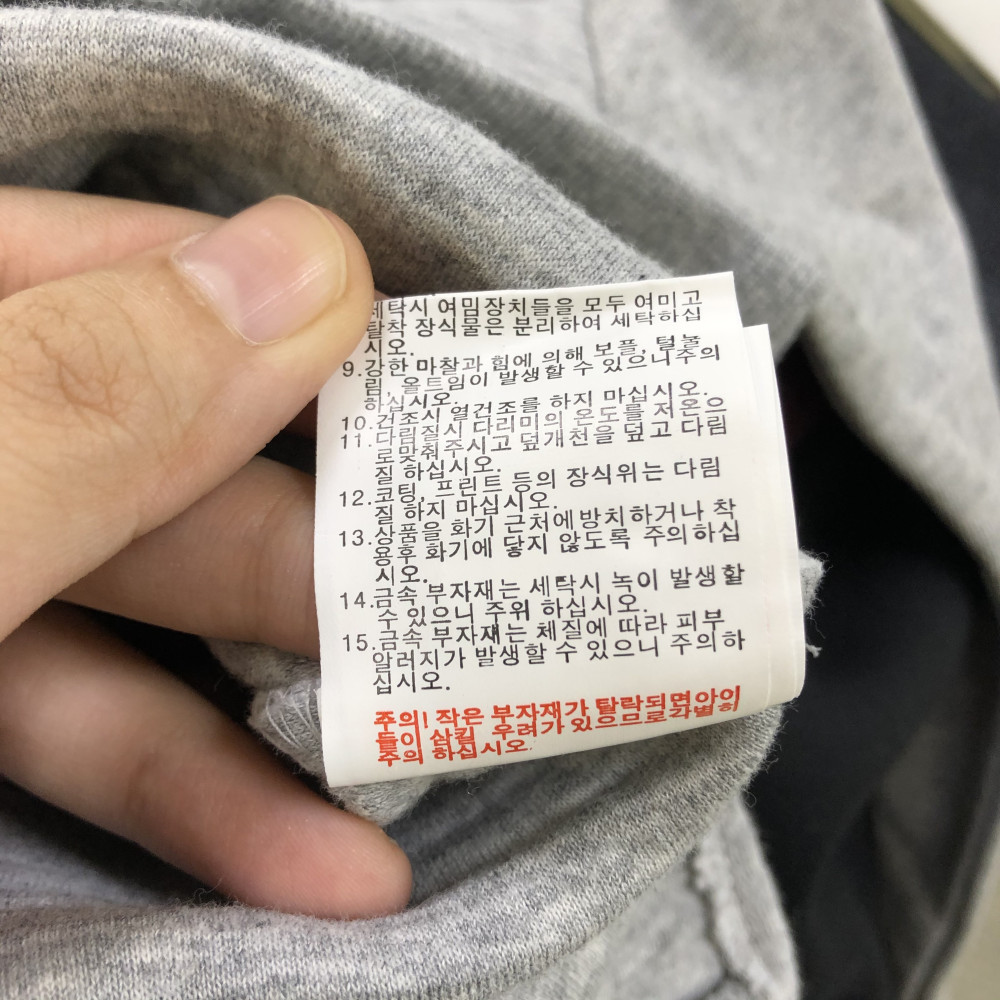 세탁시 여밈장치들을 모두 여미고
탈착 장식물은 분리하여 세탁하십
시오.
9.강한 마찰과 힘에 의해 보플, 털놀
림, 올트임이 발생할 수 있으니주의
하십시오.
10.건조시 열건조를 하지 마십시오.
11.다림질시 다리미의 온도를 저온으
로맞춰주시고 덮개천을 덮고 다림
질 하십시오.
12.코팅, 프린트 등의 장식위는 다림
질 하지 마십시오.
13.상품을 화기 근처에방치하거나 착
용후 화기에 닿지 않도록 주의하십
시오.
14.금속 부자재는 세탁시 녹이 발생할
수 있으니 주위 하십시오.
15.금속 부자재는 체질에 따라 피부
알러지가 발생할 수 있으니 주의하
십시오.
주의! 작은 부자재가 탈락되면아이
들이 삼킬 우려가 있으므로각별히
주의 하십시오.